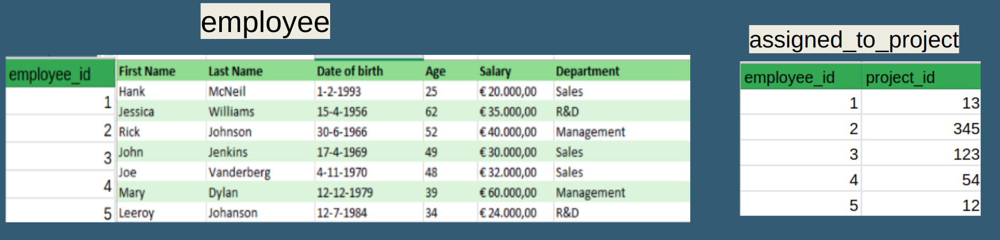 employee
assigned_to_project
employee_id First Name Last Name Date of birth Age Salary Department
1 Hank McNeil 1-2-1993 25 € 20.000,00 Sales
Jessica Williams 15-4-1956 62 € 35.000,00 R&D
2 Rick Johnson 30-6-1966 52 € 40.000,00 Management
3 John Jenkins 17-4-1969 49 € 30.000,00 Sales
Joe Vanderberg 4-11-1970 48 € 32.000,00 Sales
4 Mary Dylan 12-12-1979 39 € 60.000,00 Management
5 Leeroy Johanson 12-7-1984 34 € 24.000,00 R&D
employee_id project_id
1 13
2 345
3 123
4 54
5 12